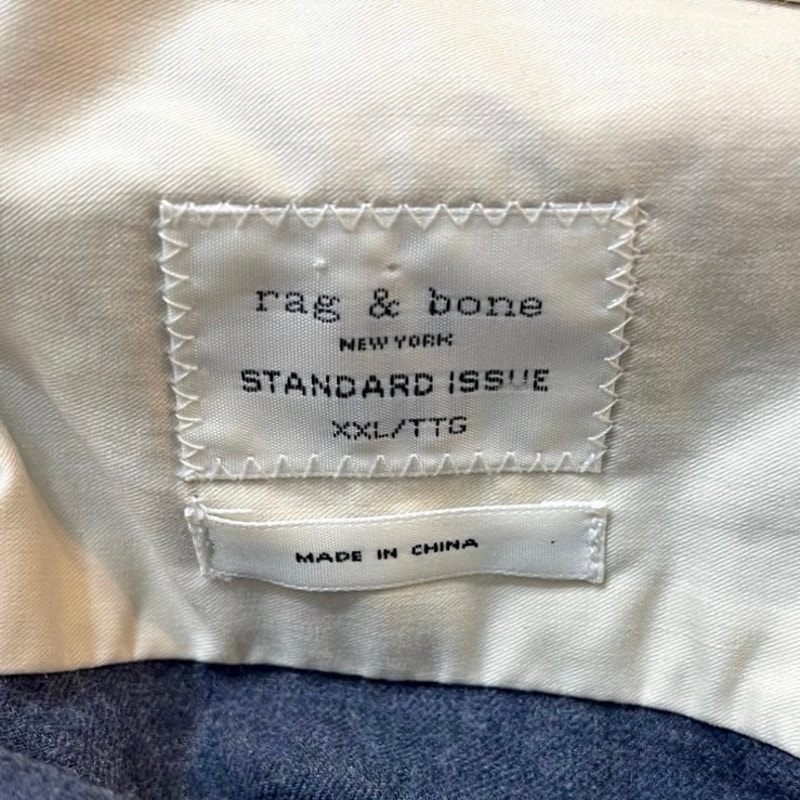 rag & bone
NEW YORK
STANDARD ISSUE
XXL/TTG
MADE IN CHINA